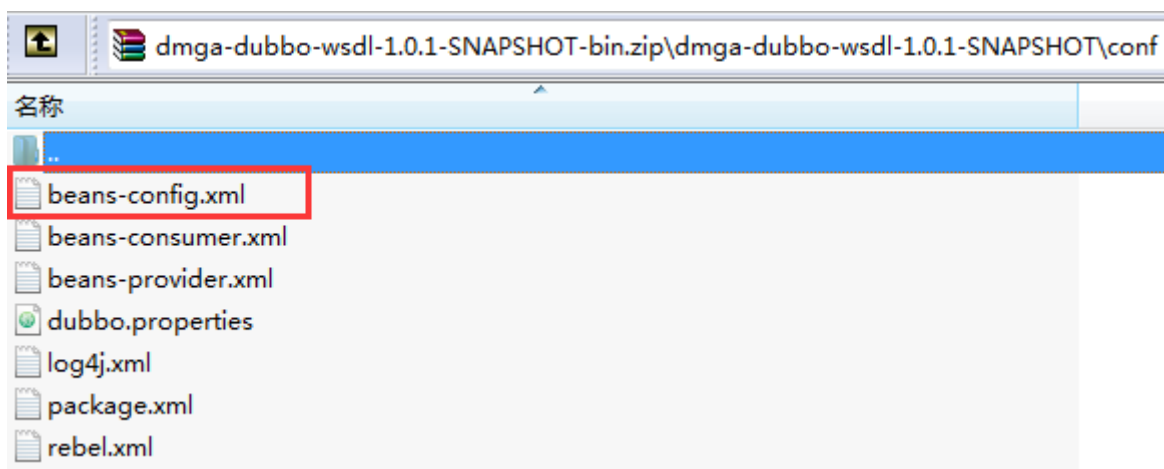 dmga-dubbo-wsdl-1.0.1-SNAPSHOT-bin.zip\dmga-dubbo-wsdl-1.0.1-SNAPSHOT\conf
名称
..
beans-config.xml
beans-consumer.xml
beans-provider.xml
dubbo.properties
log4j.xml
package.xml
rebel.xml